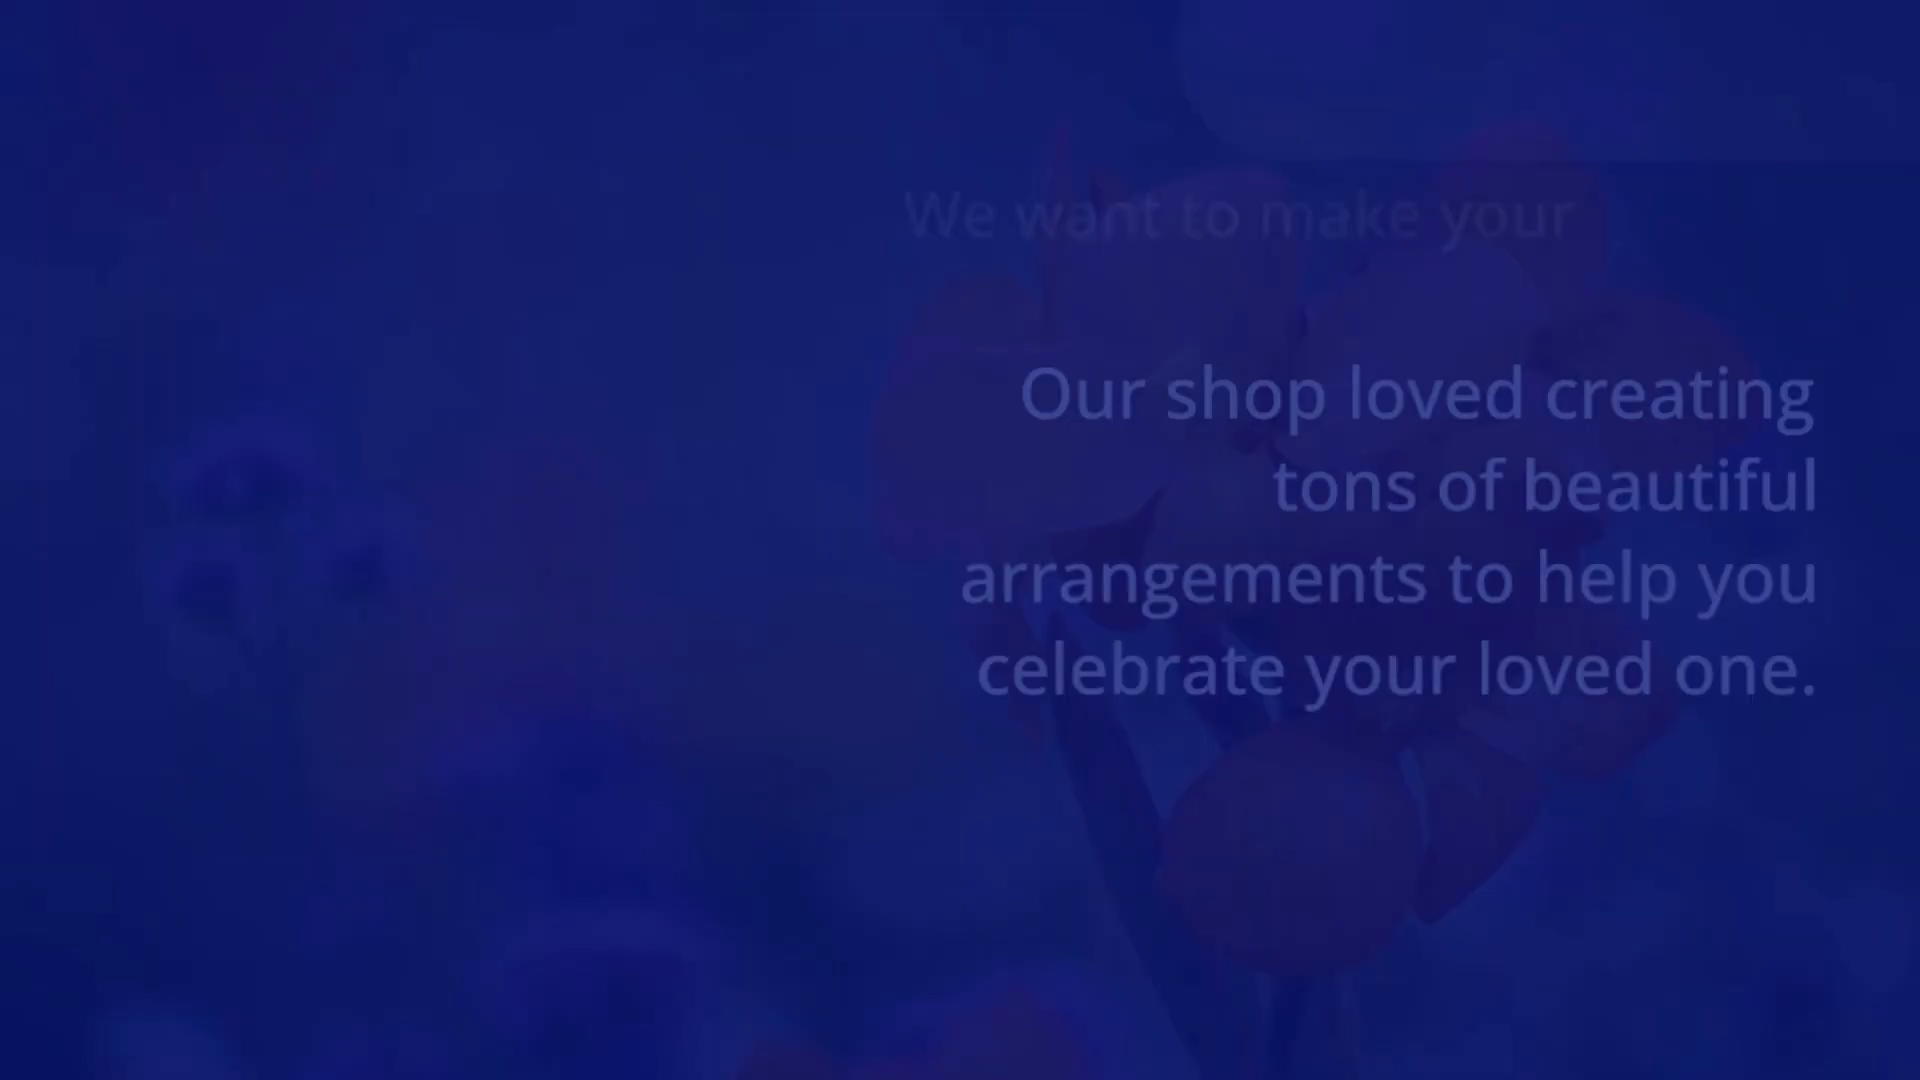 We want to make your
Our shop loved creating
tons of beautiful
arrangements to help you
celebrate your loved one.